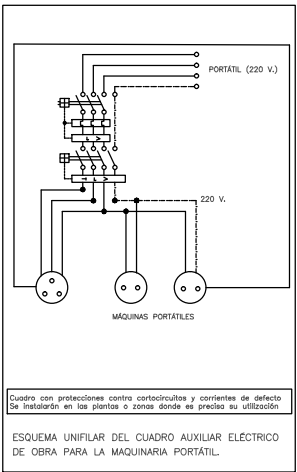 PORTÁTIL (220 V.)
220 V.
MÁQUINAS PORTÁTILES
Cuadro con protecciones contra cortocircuitos y corrientes de defecto
Se instalarán en las plantas o zonas donde es precisa su utilización
ESQUEMA UNIFILAR DEL CUADRO AUXILIAR ELÉCTRICO
DE OBRA PARA LA MAQUINARIA PORTÁTIL.